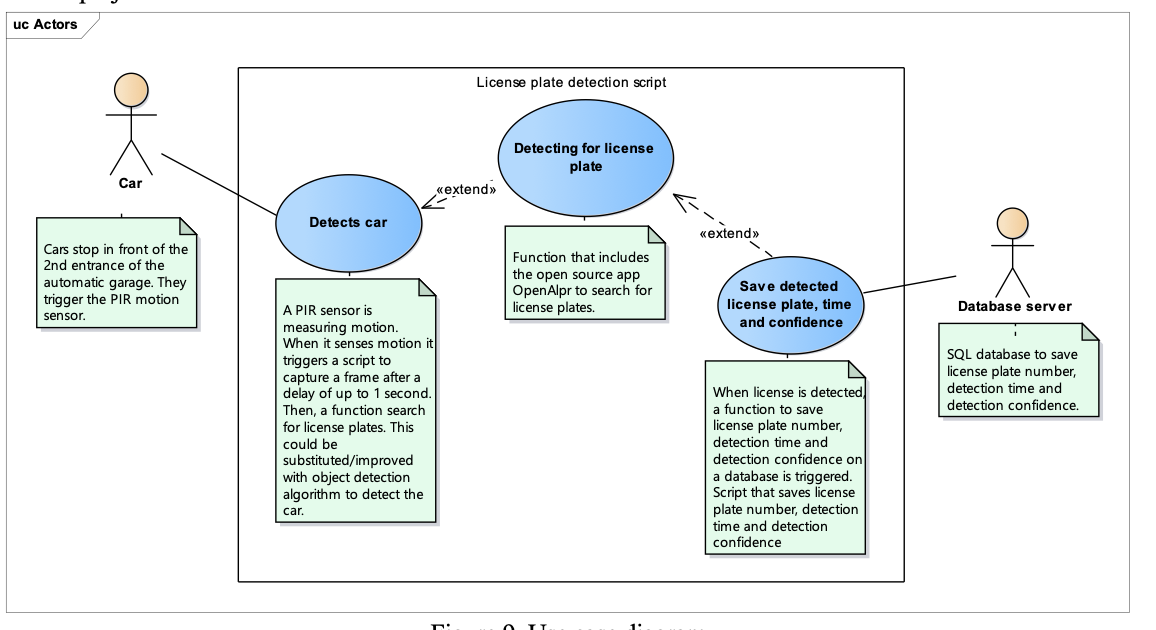 uc Actors
License plate detection script
Car
Cars stop in front of the
2nd entrance of the
automatic garage. They
trigger the PIR motion
sensor.
Detects car
«extend»
A PIR sensor is
measuring motion.
When it senses motion it
triggers a script to
capture a frame after a
delay of up to 1 second.
Then, a function search
for license plates. This
could be
substituted/improved
with object detection
algorithm to detect the
car.
Detecting for license
plate
Function that includes
the open source app
OpenAlpr to search for
license plates.
«extend»
Save detected
license plate, time
and confidence
When license is detected,
a function to save
license plate number,
detection time and
detection confidence on
a database is triggered.
Script that saves license
plate number, detection
time and detection
confidence
Database server
SQL database to save
license plate number,
detection time and
detection confidence.